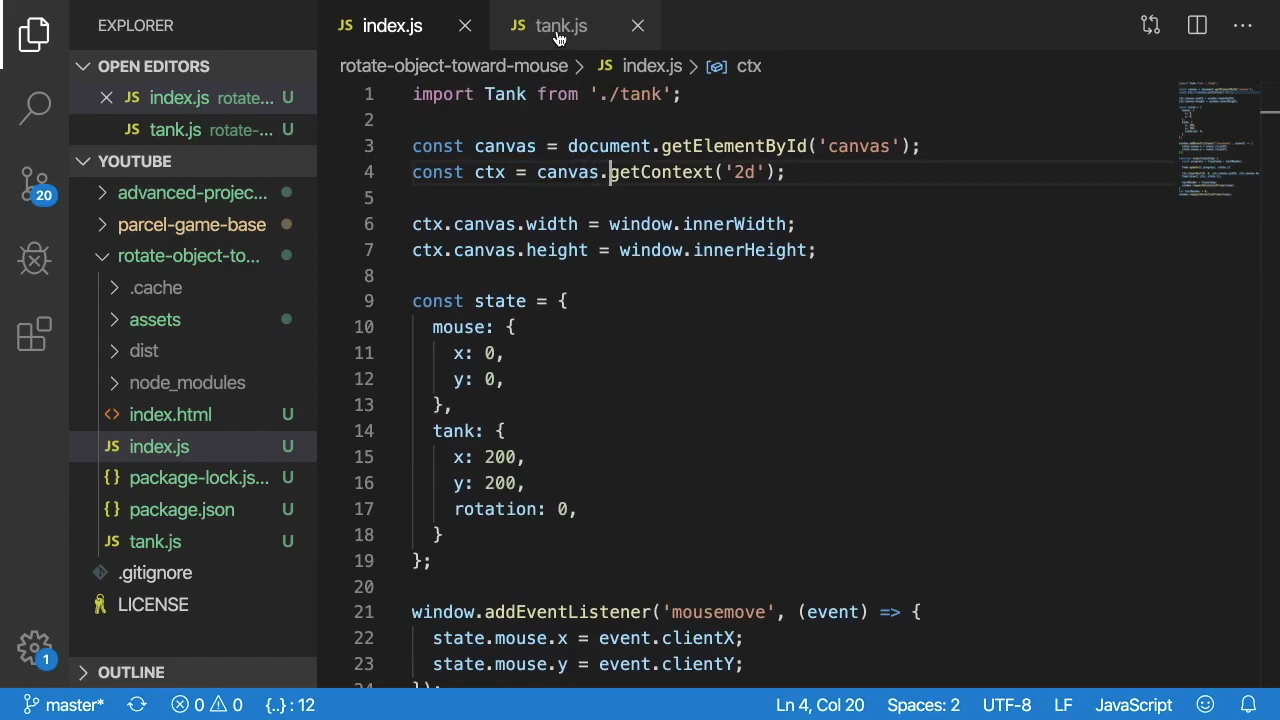 EXPLORER
OPEN EDITORS
JS index.js rotate... U
JS tank.js rotate-... U
YOUTUBE
advanced-projec...
parcel-game-base
rotate-object-to...
.cache
assets
dist
node_modules
<> index.html U
JS index.js U
{} package-lock.js... U
{} package.json U
JS tank.js U
.gitignore
LICENSE
OUTLINE
20
1
JS index.js
JS tank.js
rotate-object-toward-mouse > JS index.js > ctx
1 import Tank from './tank';
2
3 const canvas = document.getElementById('canvas');
4 const ctx = canvas.getContext('2d');
5
6 ctx.canvas.width = window.innerWidth;
7 ctx.canvas.height = window.innerHeight;
8
9 const state = {
10 mouse: {
11 x: 0,
12 y: 0,
13 },
14 tank: {
15 x: 200,
16 y: 200,
17 rotation: 0,
18 }
19 };
20
21 window.addEventListener('mousemove', (event) => {
22 state.mouse.x = event.clientX;
23 state.mouse.y = event.clientY;
24 });
master* 0 0 {..} : 12 Ln 4, Col 20 Spaces: 2 UTF-8 LF JavaScript